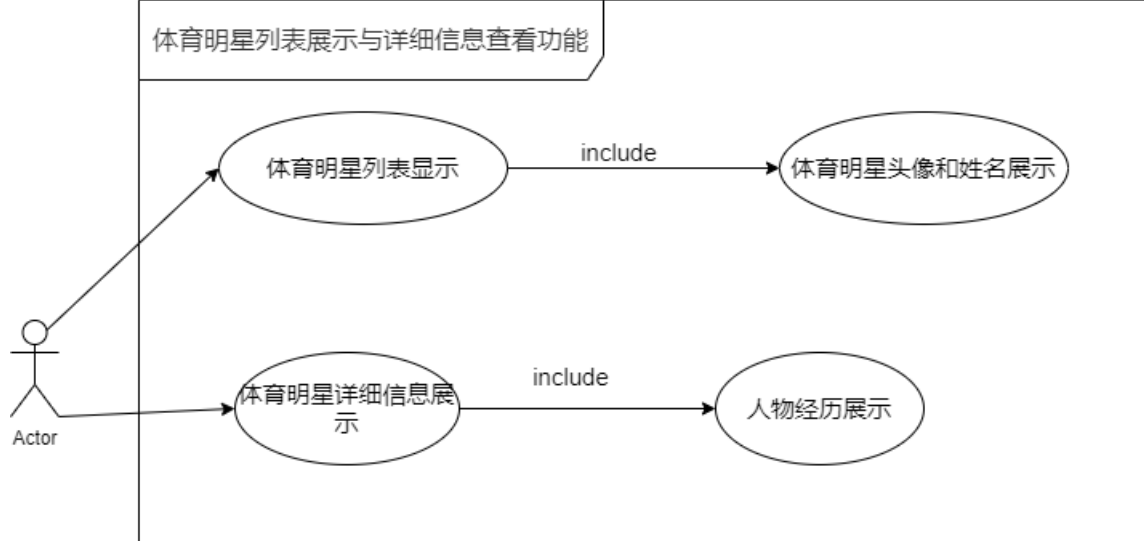 体育明星列表展示与详细信息查看功能
体育明星列表显示
include
体育明星头像和姓名展示
体育明星详细信息展
示
include
人物经历展示
Actor